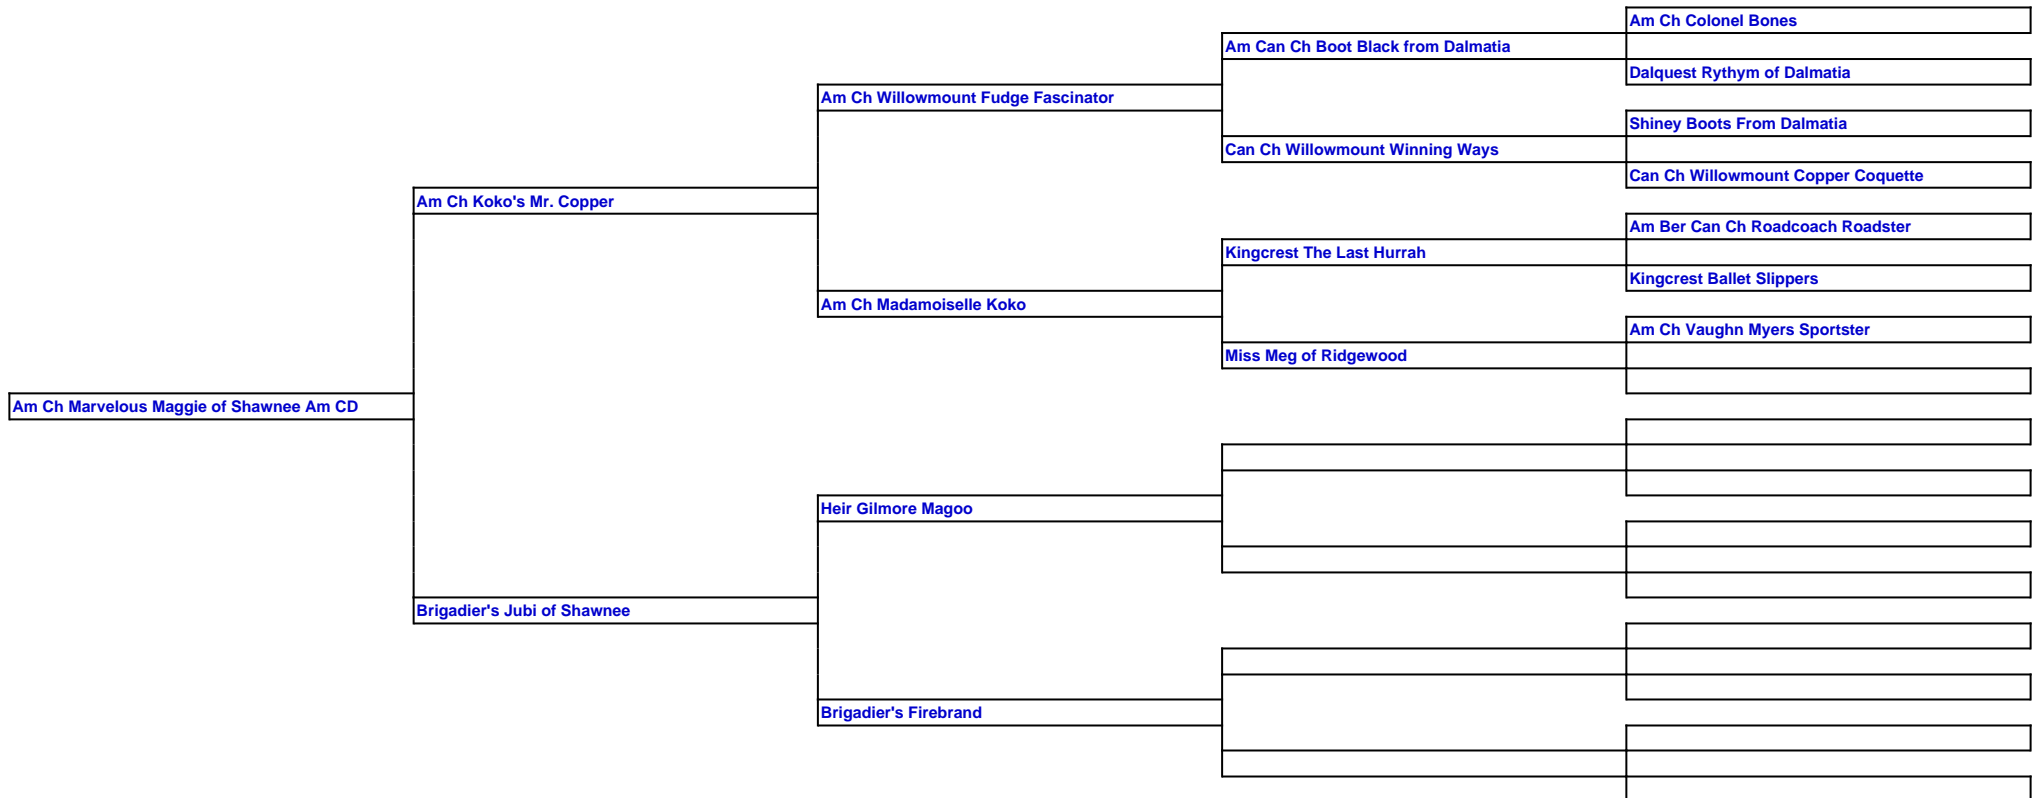 Am Ch Colonel Bones
Am Can Ch Boot Black from Dalmatia
Dalquest Rythym of Dalmatia
Am Ch Willowmount Fudge Fascinator
Shiney Boots From Dalmatia
Can Ch Willowmount Winning Ways
Can Ch Willowmount Copper Coquette
Am Ch Koko's Mr. Copper
Am Ber Can Ch Roadcoach Roadster
Kingcrest The Last Hurrah
Kingcrest Ballet Slippers
Am Ch Madamoiselle Koko
Am Ch Vaughn Myers Sportster
Miss Meg of Ridgewood
Am Ch Marvelous Maggie of Shawnee Am CD
Heir Gilmore Magoo
Brigadier's Jubi of Shawnee
Brigadier's Firebrand